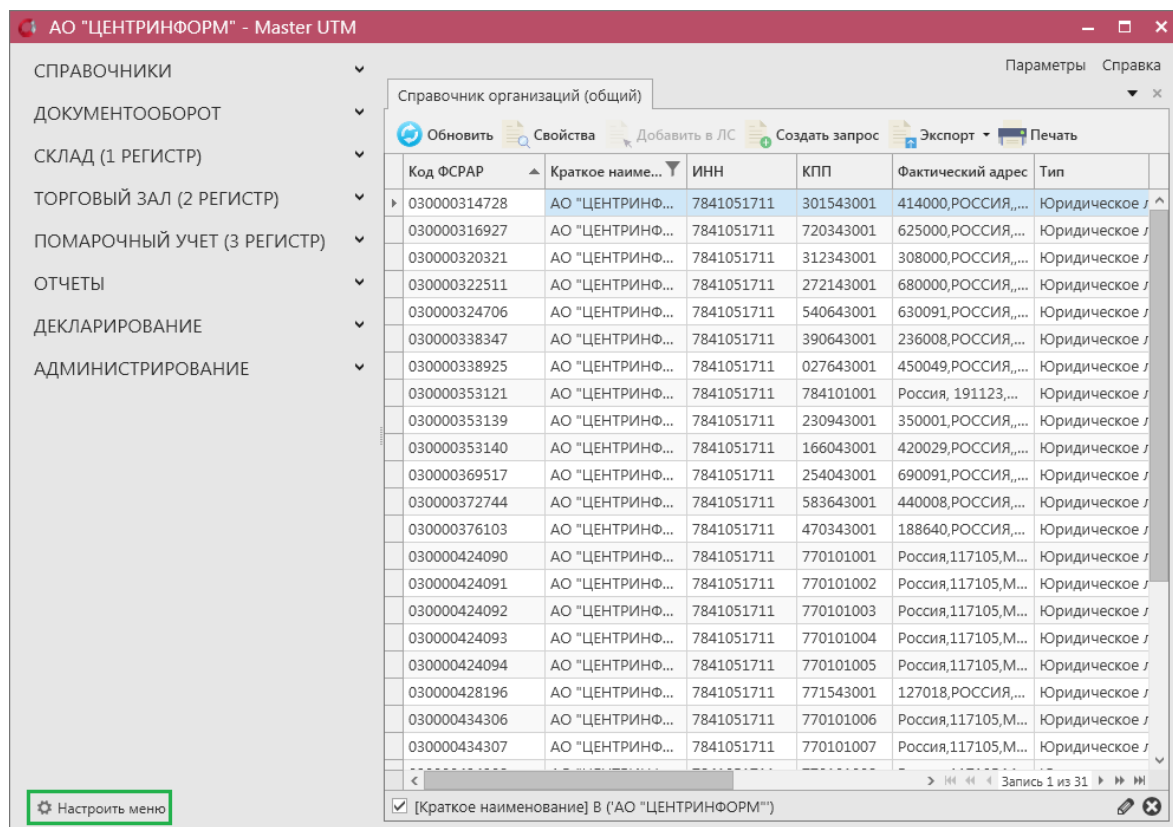 АО "ЦЕНТРИНФОРМ" - Master UTM
Параметры Справка
СПРАВОЧНИКИ
ДОКУМЕНТООБОРОТ
СКЛАД (1 РЕГИСТР)
ТОРГОВЫЙ ЗАЛ (2 РЕГИСТР)
ПОМАРОЧНЫЙ УЧЕТ (3 РЕГИСТР)
ОТЧЕТЫ
ДЕКЛАРИРОВАНИЕ
АДМИНИСТРИРОВАНИЕ
Настроить меню
Справочник организаций (общий)
Обновить Свойства Добавить в ЛС Создать запрос Экспорт Печать
Код ФСРАР Краткое наиме... ИНН КПП Фактический адрес Тип
030000314728 АО "ЦЕНТРИНФ... 7841051711 301543001 414000,РОССИЯ,,... Юридическое л
030000316927 АО "ЦЕНТРИНФ... 7841051711 720343001 625000,РОССИЯ,... Юридическое л
030000320321 АО "ЦЕНТРИНФ... 7841051711 312343001 308000,РОССИЯ,... Юридическое л
030000322511 АО "ЦЕНТРИНФ... 7841051711 272143001 680000,РОССИЯ,,... Юридическое л
030000324706 АО "ЦЕНТРИНФ... 7841051711 540643001 630091,РОССИЯ,,... Юридическое л
030000338347 АО "ЦЕНТРИНФ... 7841051711 390643001 236008,РОССИЯ,... Юридическое л
030000338925 АО "ЦЕНТРИНФ... 7841051711 027643001 450049,РОССИЯ,,... Юридическое л
030000353121 АО "ЦЕНТРИНФ... 7841051711 784101001 Россия, 191123,... Юридическое л
030000353139 АО "ЦЕНТРИНФ... 7841051711 230943001 350001,РОССИЯ,,... Юридическое л
030000353140 АО "ЦЕНТРИНФ... 7841051711 166043001 420029,РОССИЯ,,... Юридическое л
030000369517 АО "ЦЕНТРИНФ... 7841051711 254043001 690091,РОССИЯ,,... Юридическое л
030000372744 АО "ЦЕНТРИНФ... 7841051711 583643001 440008,РОССИЯ,... Юридическое л
030000376103 АО "ЦЕНТРИНФ... 7841051711 470343001 188640,РОССИЯ,... Юридическое л
030000424090 АО "ЦЕНТРИНФ... 7841051711 770101001 Россия,117105,М... Юридическое л
030000424091 АО "ЦЕНТРИНФ... 7841051711 770101002 Россия,117105,М... Юридическое л
030000424092 АО "ЦЕНТРИНФ... 7841051711 770101003 Россия,117105,М... Юридическое л
030000424093 АО "ЦЕНТРИНФ... 7841051711 770101004 Россия,117105,М... Юридическое л
030000424094 АО "ЦЕНТРИНФ... 7841051711 770101005 Россия,117105,М... Юридическое л
030000428196 АО "ЦЕНТРИНФ... 7841051711 771543001 127018,РОССИЯ,... Юридическое л
030000434306 АО "ЦЕНТРИНФ... 7841051711 770101006 Россия,117105,М... Юридическое л
030000434307 АО "ЦЕНТРИНФ... 7841051711 770101007 Россия,117105,М... Юридическое л
Запись 1 из 31
[Краткое наименование] В ('АО "ЦЕНТРИНФОРМ"')